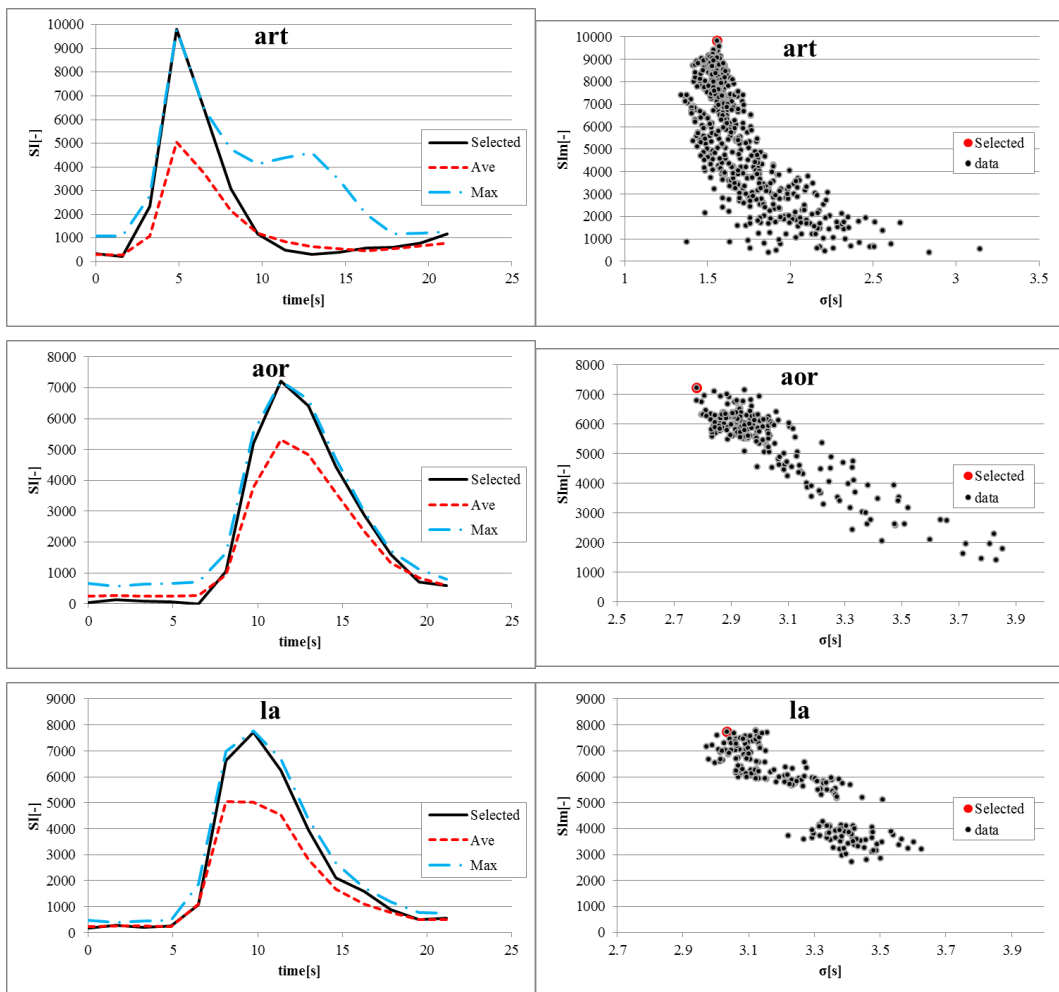 art
SI[-]
10000
9000
8000
7000
6000
5000
4000
3000
2000
1000
0
0 5 10 15 20 25
time[s]
Selected
Ave
Max
art
SIm[-]
10000
9000
8000
7000
6000
5000
4000
3000
2000
1000
0
1 1.5 2 2.5 3 3.5
σ[s]
Selected
data
aor
SI[-]
8000
7000
6000
5000
4000
3000
2000
1000
0
0 5 10 15 20 25
time[s]
Selected
Ave
Max
aor
SIm[-]
8000
7000
6000
5000
4000
3000
2000
1000
0
2.5 2.7 2.9 3.1 3.3 3.5 3.7 3.9
σ[s]
Selected
data
la
SI[-]
9000
8000
7000
6000
5000
4000
3000
2000
1000
0
0 5 10 15 20 25
time[s]
Selected
Ave
Max
la
SIm[-]
9000
8000
7000
6000
5000
4000
3000
2000
1000
0
2.7 2.9 3.1 3.3 3.5 3.7 3.9
σ[s]
Selected
data